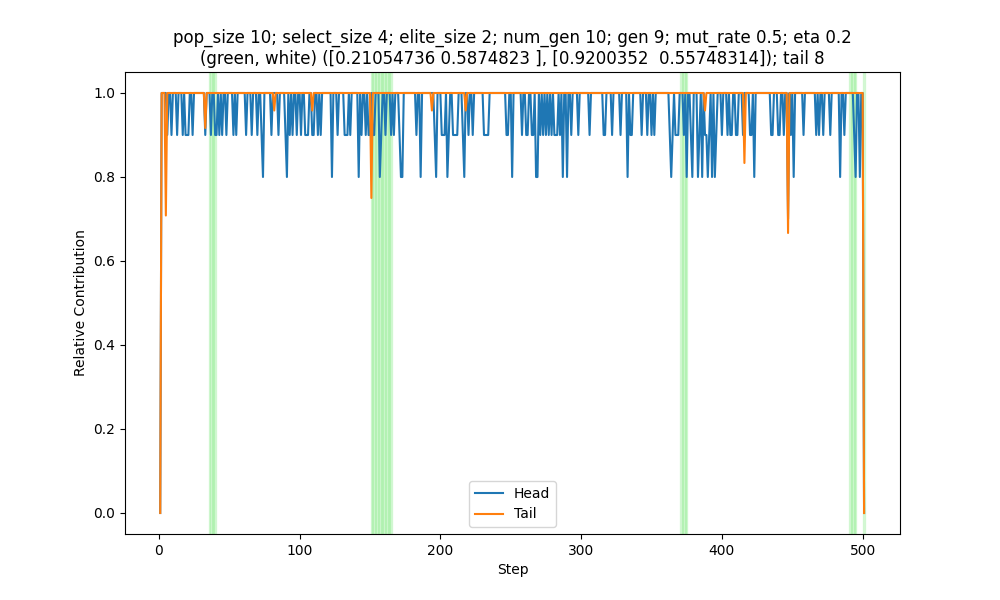 pop_size 10; select_size 4; elite_size 2; num_gen 10; gen 9; mut_rate 0.5; eta 0.2
(green, white) ([0.21054736 0.5874823 ], [0.9200352  0.55748314]); tail 8
1.0
0.8
0.6
0.4
0.2
0.0
Relative Contribution
Head
Tail
0 100 200 300 400 500
Step